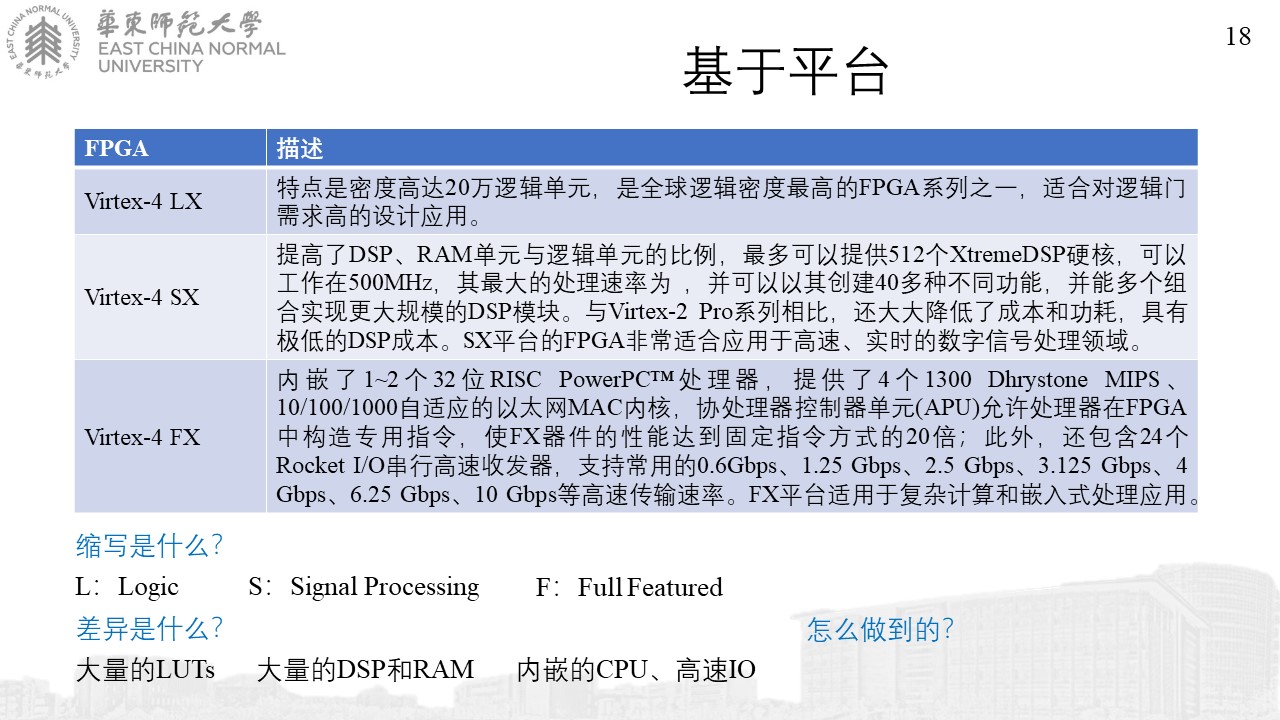 華東師范大學
EAST CHINA NORMAL
UNIVERSITY
EAST CHINA NORMAL UNIVERSITY
華東師范大學
18
基于平台
FPGA 描述
Virtex-4 LX
特点是密度高达20万逻辑单元，是全球逻辑密度最高的FPGA系列之一，适合对逻辑门
需求高的设计应用。
Virtex-4 SX
提高了DSP、RAM单元与逻辑单元的比例，最多可以提供512个XtremeDSP硬核，可以
工作在500MHz，其最大的处理速率为 ，并可以以其创建40多种不同功能，并能多个组
合实现更大规模的DSP模块。与Virtex-2 Pro系列相比，还大大降低了成本和功耗，具有
极低的DSP成本。SX平台的FPGA非常适合应用于高速、实时的数字信号处理领域。
Virtex-4 FX
内嵌了1~2个32位RISC PowerPC™处理器，提供了4个1300 Dhrystone MIPS、
10/100/1000自适应的以太网MAC内核，协处理器控制器单元(APU)允许处理器在FPGA
中构造专用指令，使FX器件的性能达到固定指令方式的20倍；此外，还包含24个
Rocket I/O串行高速收发器，支持常用的0.6Gbps、1.25 Gbps、2.5 Gbps、3.125 Gbps、4
Gbps、6.25 Gbps、10 Gbps等高速传输速率。FX平台适用于复杂计算和嵌入式处理应用。
缩写是什么？
L：Logic S：Signal Processing F：Full Featured
差异是什么？ 怎么做到的？
大量的LUTs 大量的DSP和RAM 内嵌的CPU、高速IO